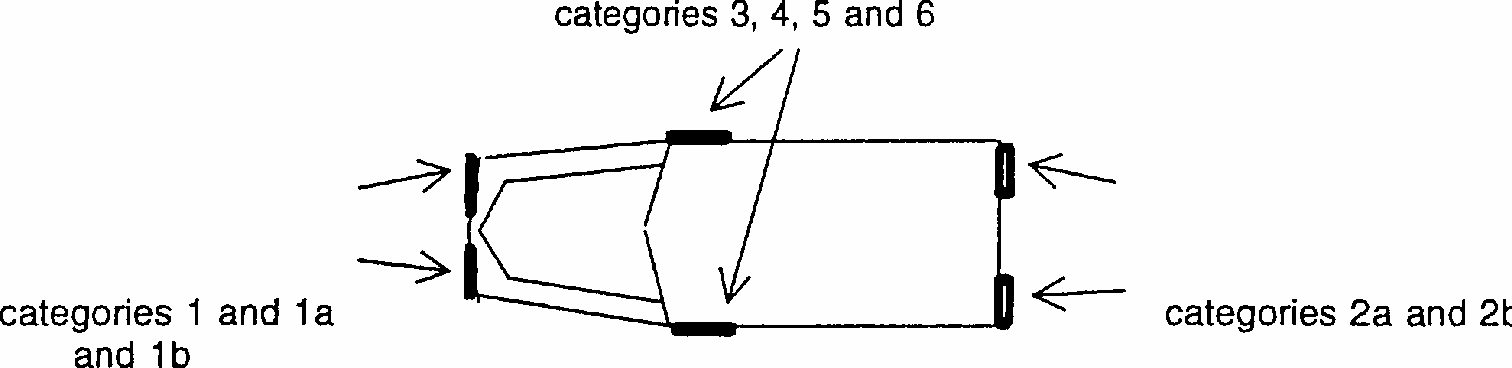 categories 3, 4, 5 and 6
categories 1 and 1a
and 1b
categories 2a and 2b